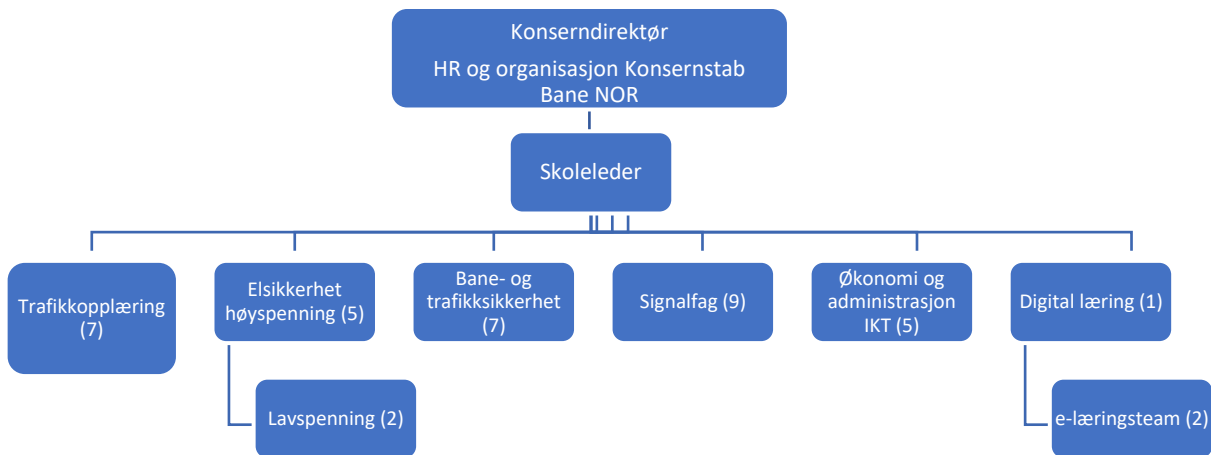 Konserndirektør
HR og organisasjon Konsernstab
Bane NOR
Skoleleder
Trafikkopplæring
(7)
Elsikkerhet
høyspenning (5)
Bane- og
trafikksikkerhet
(7)
Signalfag (9)
Økonomi og
administrasjon
IKT (5)
Digital læring (1)
Lavspenning (2)
e-læringsteam (2)